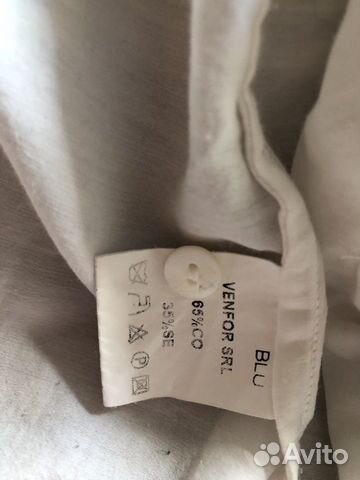 BLU
VENFOR SRL
65%CO
35%SE
P
Avito